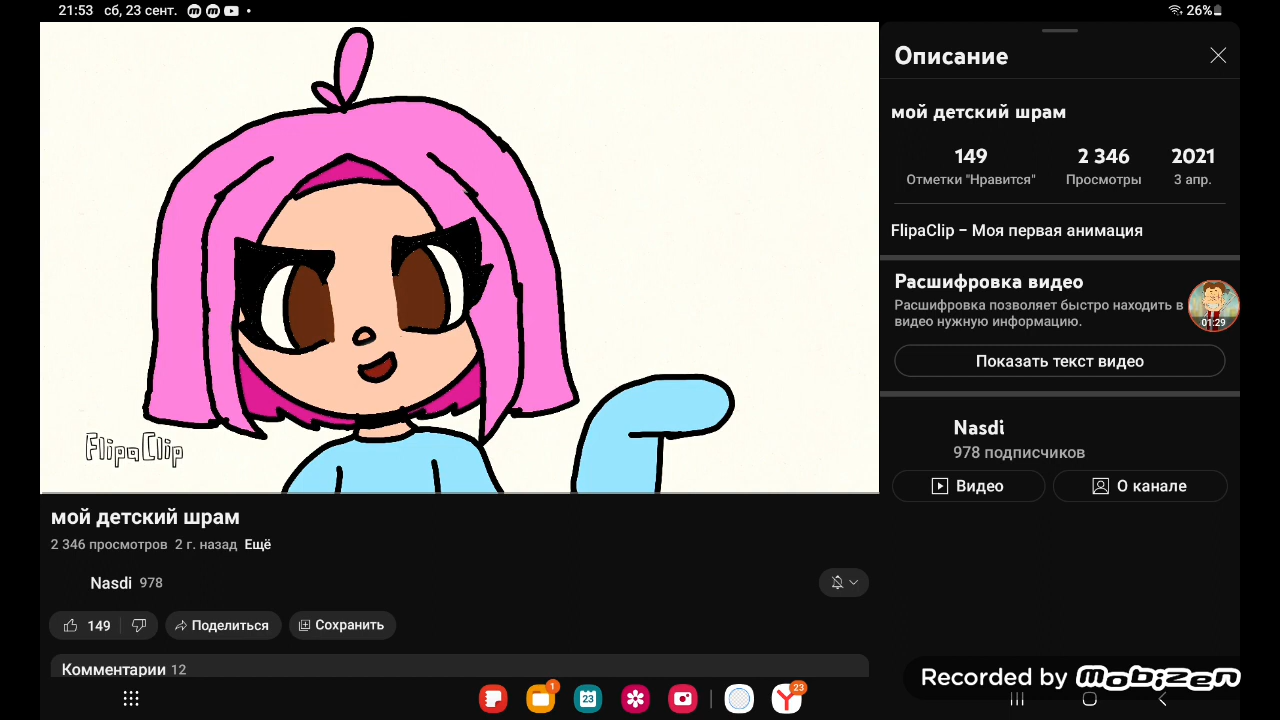 21:53 сб, 23 сент.
26%
FlipaClip
мой детский шрам
2 346 просмотров 2 г. назад Ещё
Nasdi 978
149 Поделиться Сохранить
Комментарии 12
Описание
мой детский шрам
149 2 346 2021
Отметки "Нравится" Просмотры 3 апр.
FlipaClip – Моя первая анимация
Расшифровка видео
Расшифровка позволяет быстро находить в
видео нужную информацию.
01:29
Показать текст видео
Nasdi
978 подписчиков
Видео О канале
Recorded by mobizen
1 23 23